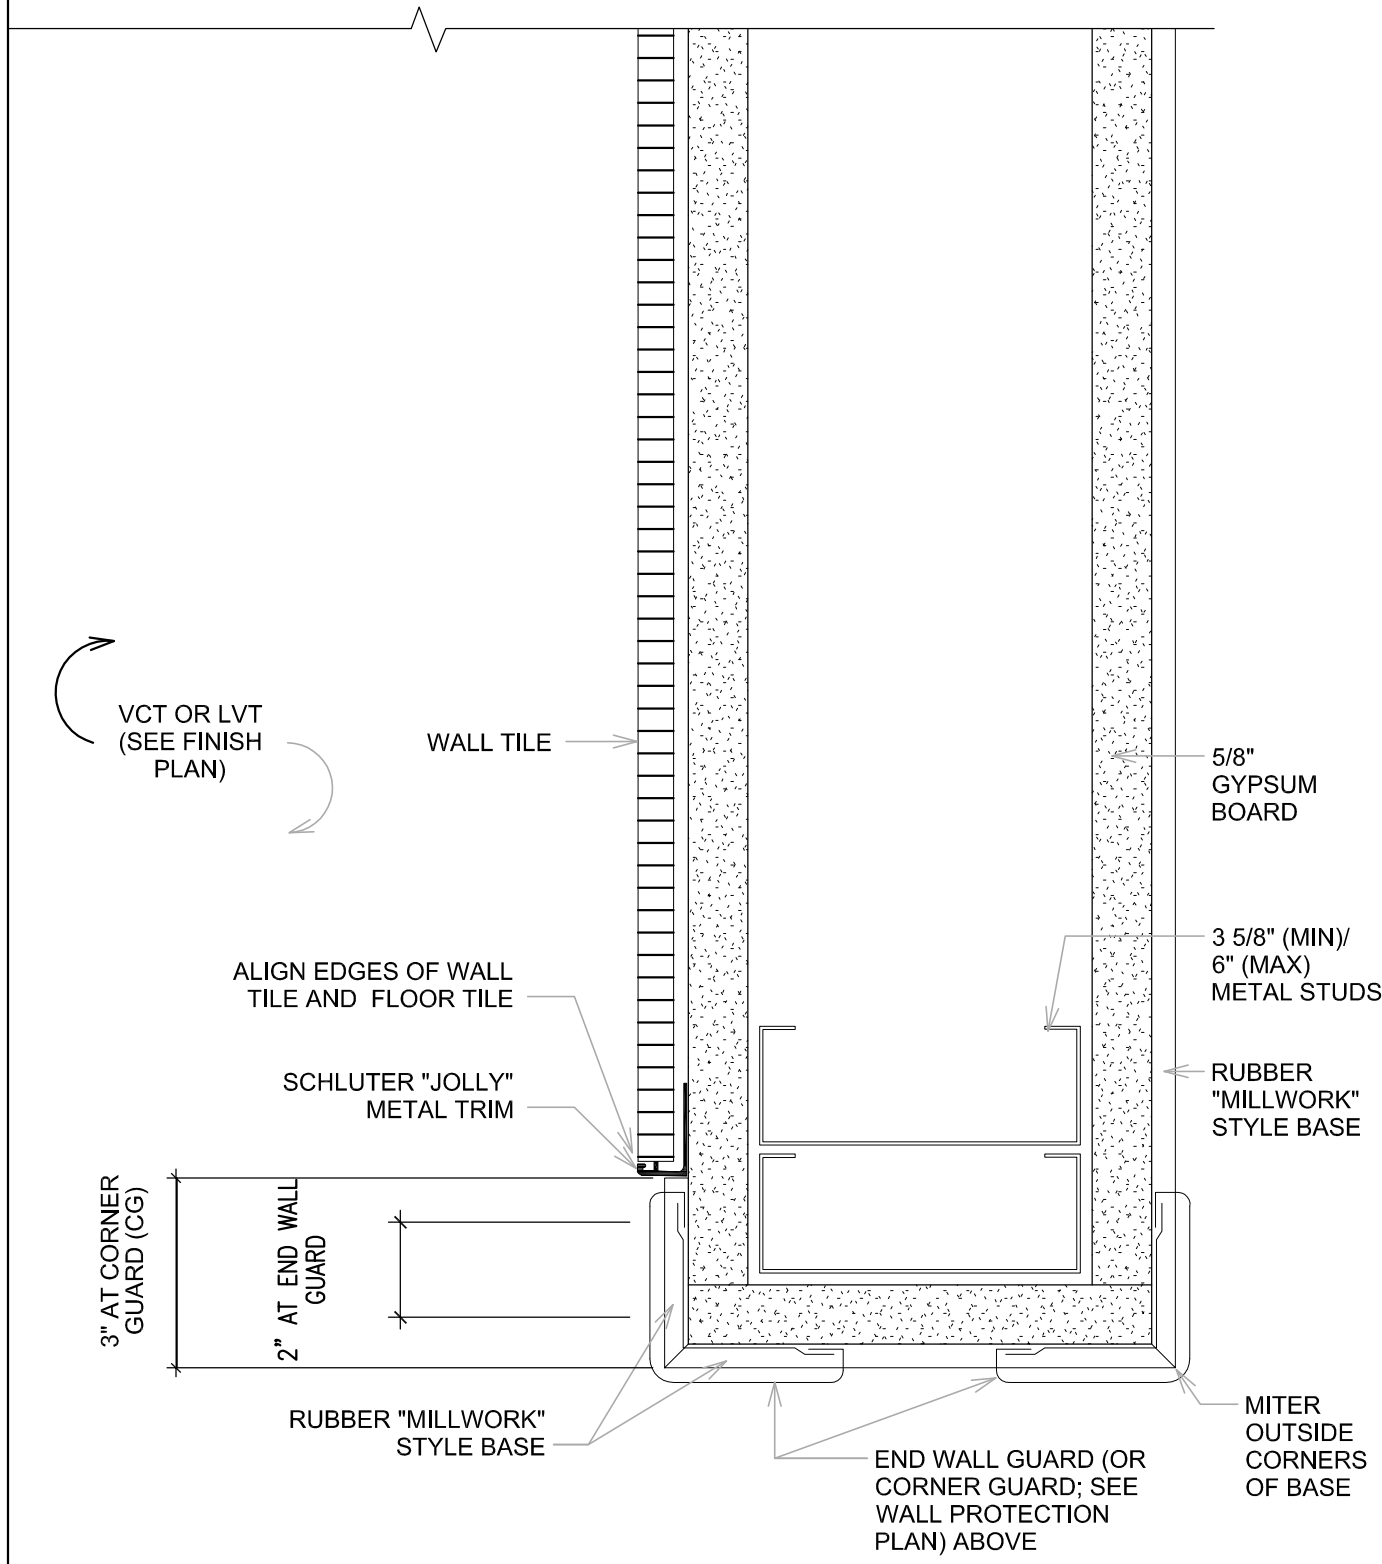 VCT OR LVT
(SEE FINISH
PLAN)
WALL TILE
5/8"
GYPSUM
BOARD
3 5/8" (MIN)/
6" (MAX)
METAL STUDS
ALIGN EDGES OF WALL
TILE AND FLOOR TILE
SCHLUTER "JOLLY"
METAL TRIM
RUBBER
"MILLWORK"
STYLE BASE
3" AT CORNER
GUARD (CG)
2" AT END WALL
GUARD
RUBBER "MILLWORK"
STYLE BASE
END WALL GUARD (OR
CORNER GUARD; SEE
WALL PROTECTION
PLAN) ABOVE
MITER
OUTSIDE
CORNERS
OF BASE